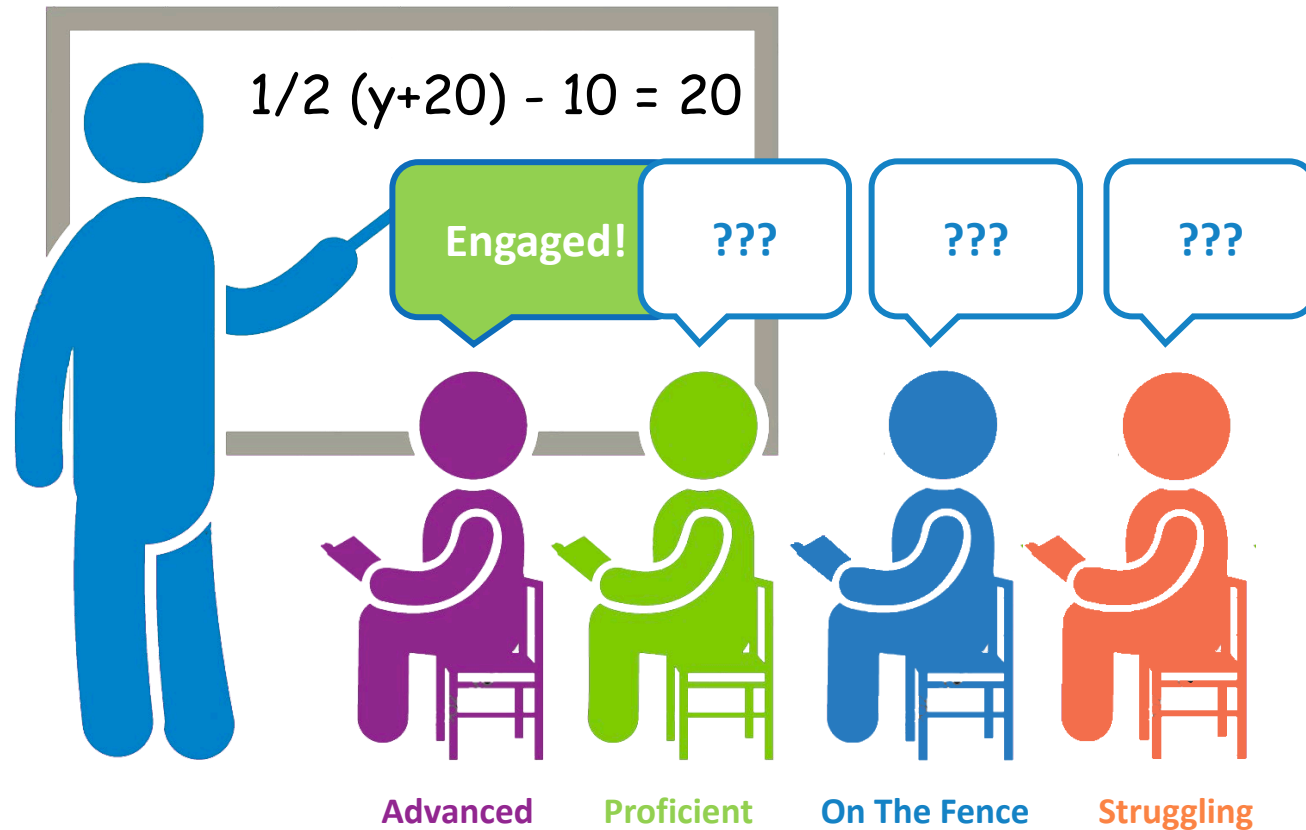 1/2 (y+20) - 10 = 20
Engaged!
???
???
???
Advanced
Proficient
On The Fence
Struggling